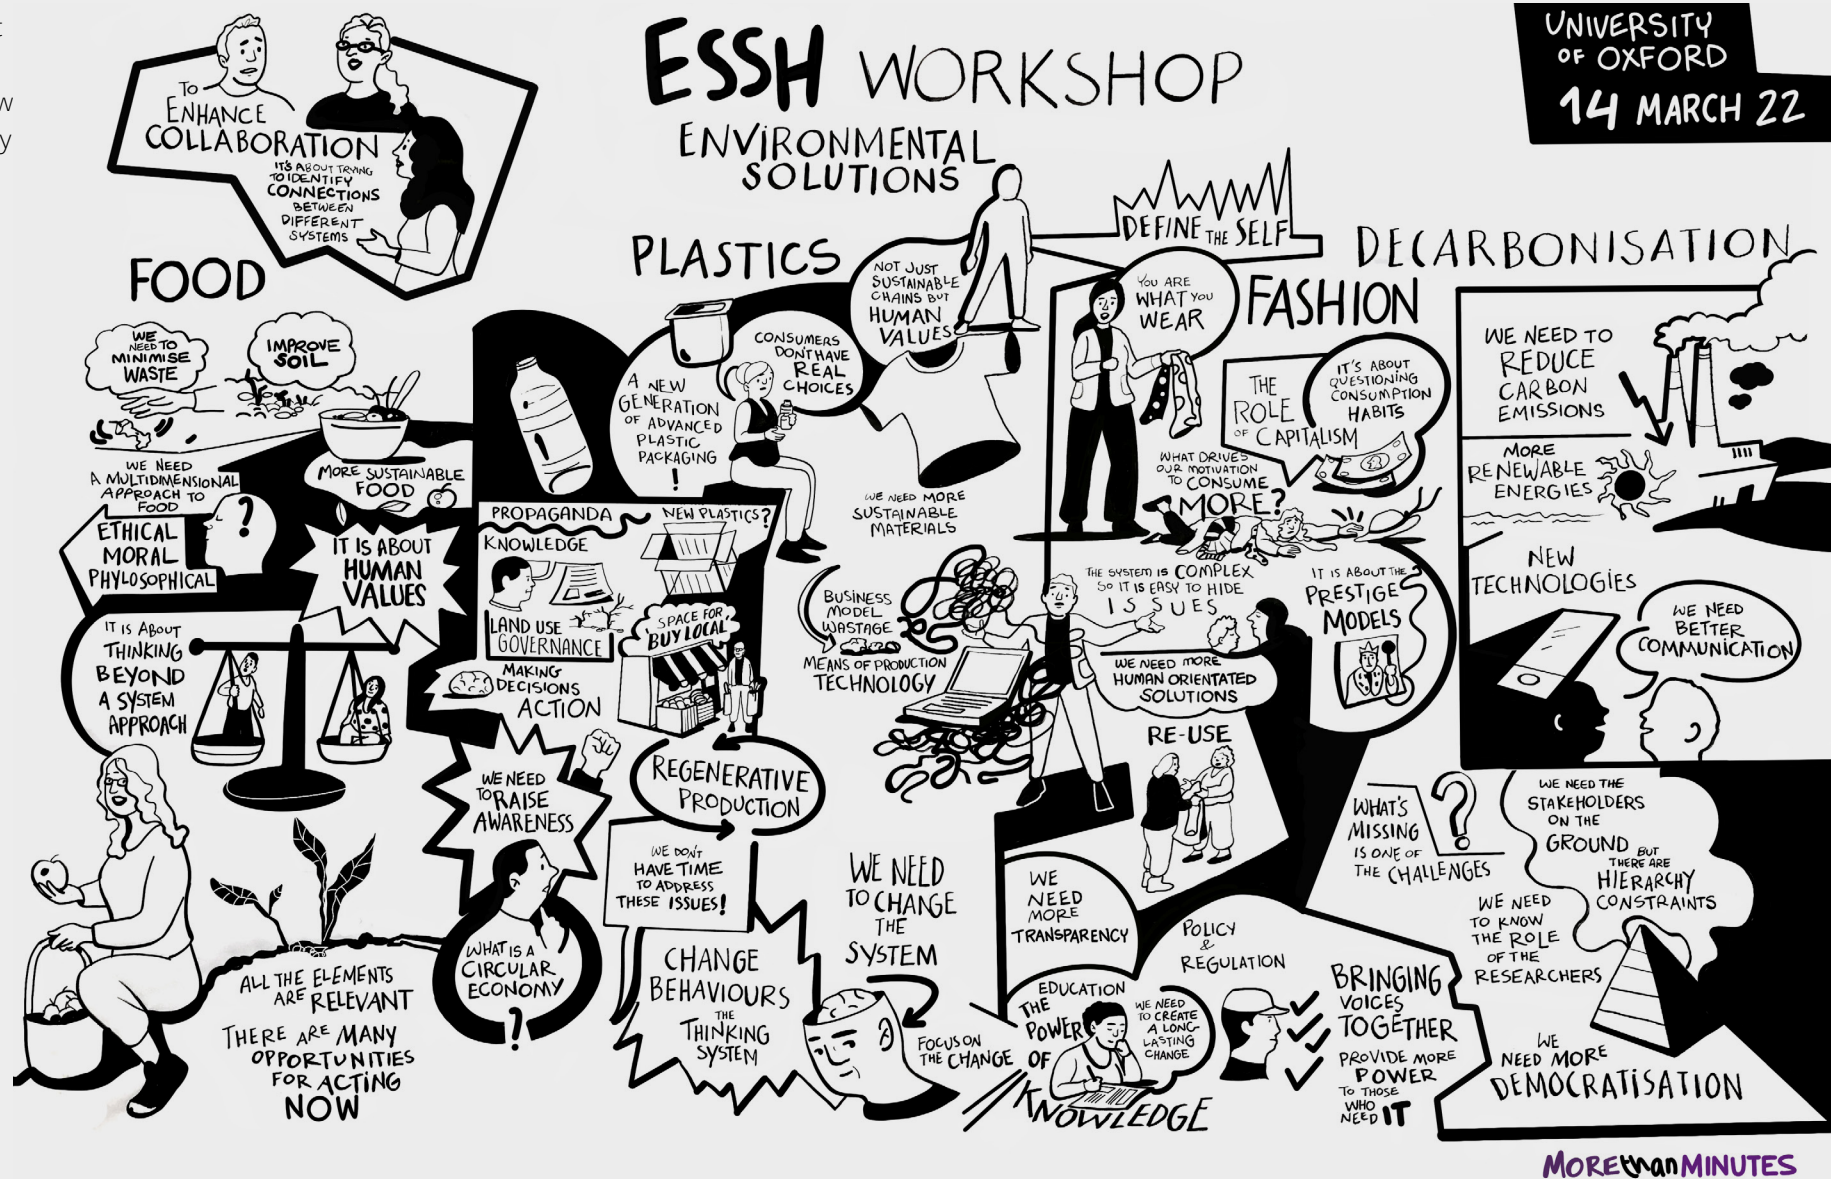 w
y
ESSH WORKSHOP
ENVIRONMENTAL
SOLUTIONS
UNIVERSITY
OF OXFORD
14 MARCH 22
TO
ENHANCE
COLLABORATION
IT'S ABOUT TRYING
TO IDENTIFY
CONNECTIONS
BETWEEN
DIFFERENT
SYSTEMS
FOOD
WE
NEED TO
MINIMISE
WASTE
IMPROVE
SOIL
WE NEED
A MULTIDIMENSIONAL
APPROACH TO
FOOD
MORE SUSTAINABLE
FOOD
ETHICAL
MORAL
PHYLOSOPHICAL
?
IT IS ABOUT
HUMAN
VALUES
IT IS ABOUT
THINKING
BEYOND
A SYSTEM
APPROACH
ALL THE ELEMENTS
ARE RELEVANT
THERE ARE MANY
OPPORTUNITIES
FOR ACTING
NOW
PLASTICS
A NEW
GENERATION
OF ADVANCED
PLASTIC
PACKAGING
!
CONSUMERS
DON'T HAVE
REAL
CHOICES
NOT JUST
SUSTAINABLE
CHAINS BUT
HUMAN
VALUES
WE NEED MORE
SUSTAINABLE
MATERIALS
PROPAGANDA
NEW PLASTICS?
KNOWLEDGE
LAND USE
GOVERNANCE
SPACE FOR
'BUY LOCAL'
MAKING
DECISIONS
ACTION
WE NEED
TO RAISE
AWARENESS
REGENERATIVE
PRODUCTION
WE DON'T
HAVE TIME
TO ADDRESS
THESE ISSUES!
WHAT IS A
CIRCULAR
ECONOMY
?
CHANGE
BEHAVIOURS
THE
THINKING
SYSTEM
BUSINESS
MODEL
WASTAGE
MEANS OF PRODUCTION
TECHNOLOGY
WE NEED
TO CHANGE
THE
SYSTEM
FOCUS ON
THE CHANGE
DEFINE THE SELF
FASHION
YOU ARE
WHAT YOU
WEAR
THE
ROLE
OF CAPITALISM
IT'S ABOUT
QUESTIONING
CONSUMPTION
HABITS
WHAT DRIVES
OUR MOTIVATION
TO CONSUME
MORE?
THE SYSTEM IS COMPLEX
SO IT IS EASY TO HIDE
ISSUES
IT IS ABOUT THE
PRESTIGE
MODELS
WE NEED MORE
HUMAN ORIENTATED
SOLUTIONS
RE-USE
WE
NEED
MORE
TRANSPARENCY
POLICY
&
REGULATION
EDUCATION
THE
POWER
OF
KNOWLEDGE
WE NEED
TO CREATE
A LONG
LASTING
CHANGE
BRINGING
VOICES
TOGETHER
PROVIDE MORE
POWER
TO THOSE
WHO
NEED IT
DECARBONISATION
WE NEED TO
REDUCE
CARBON
EMISSIONS
MORE
RENEWABLE
ENERGIES
NEW
TECHNOLOGIES
WE NEED
BETTER
COMMUNICATION
WHAT'S
MISSING
IS ONE OF
THE CHALLENGES
?
WE NEED THE
STAKEHOLDERS
ON THE
GROUND BUT
THERE ARE
HIERARCHY
CONSTRAINTS
WE NEED
TO KNOW
THE ROLE
OF THE
RESEARCHERS
WE
NEED MORE
DEMOCRATISATION
MORE than MINUTES